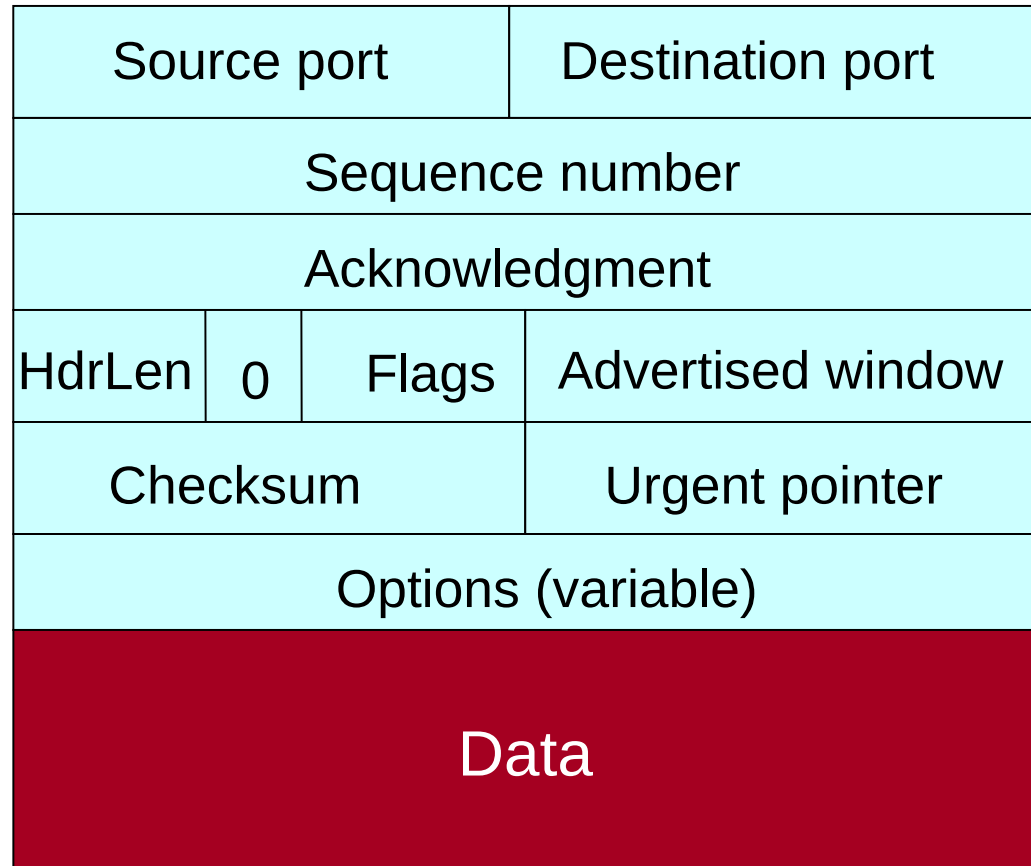 Source port Destination port
Sequence number
Acknowledgment
HdrLen 0 Flags Advertised window
Checksum Urgent pointer
Options (variable)
Data